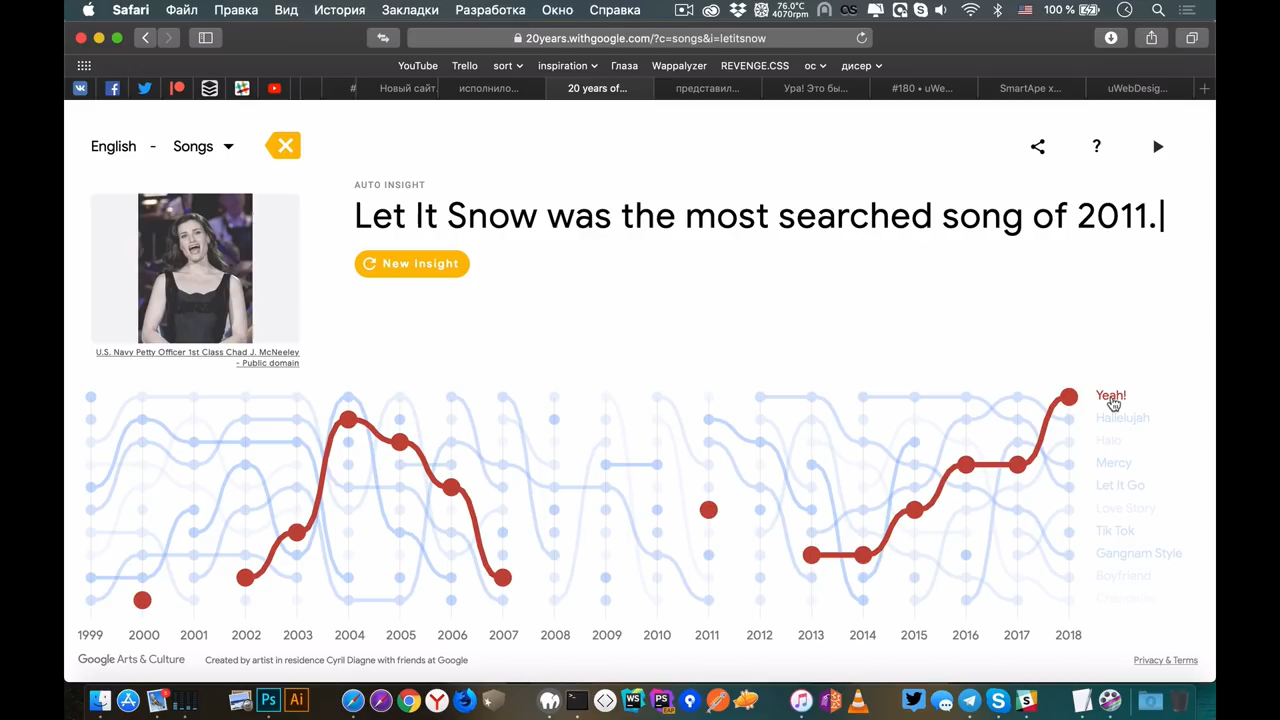 Safari Файл Правка Вид История Закладки Разработка Окно Справка 76.0°C 4070rpm 100 %
20years.withgoogle.com/?c=songs&i=letitsnow
YouTube Trello sort inspiration Глаза Wappalyzer REVENGE.CSS ос дисер
# Новый сайт. исполнило... 20 years of... представил... Ура! Это бы... #180 • uWe... SmartApe x... uWebDesig...
English - Songs
AUTO INSIGHT
Let It Snow was the most searched song of 2011.
New Insight
U.S. Navy Petty Officer 1st Class Chad J. McNeeley
- Public domain
Yeah!
Hallelujah
Halo
Mercy
Let It Go
Love Story
Tik Tok
Gangnam Style
Boyfriend
1999 2000 2001 2002 2003 2004 2005 2006 2007 2008 2009 2010 2011 2012 2013 2014 2015 2016 2017 2018
Google Arts & Culture Created by artist in residence Cyril Diagne with friends at Google Privacy & Terms
Ps Ai WS PS